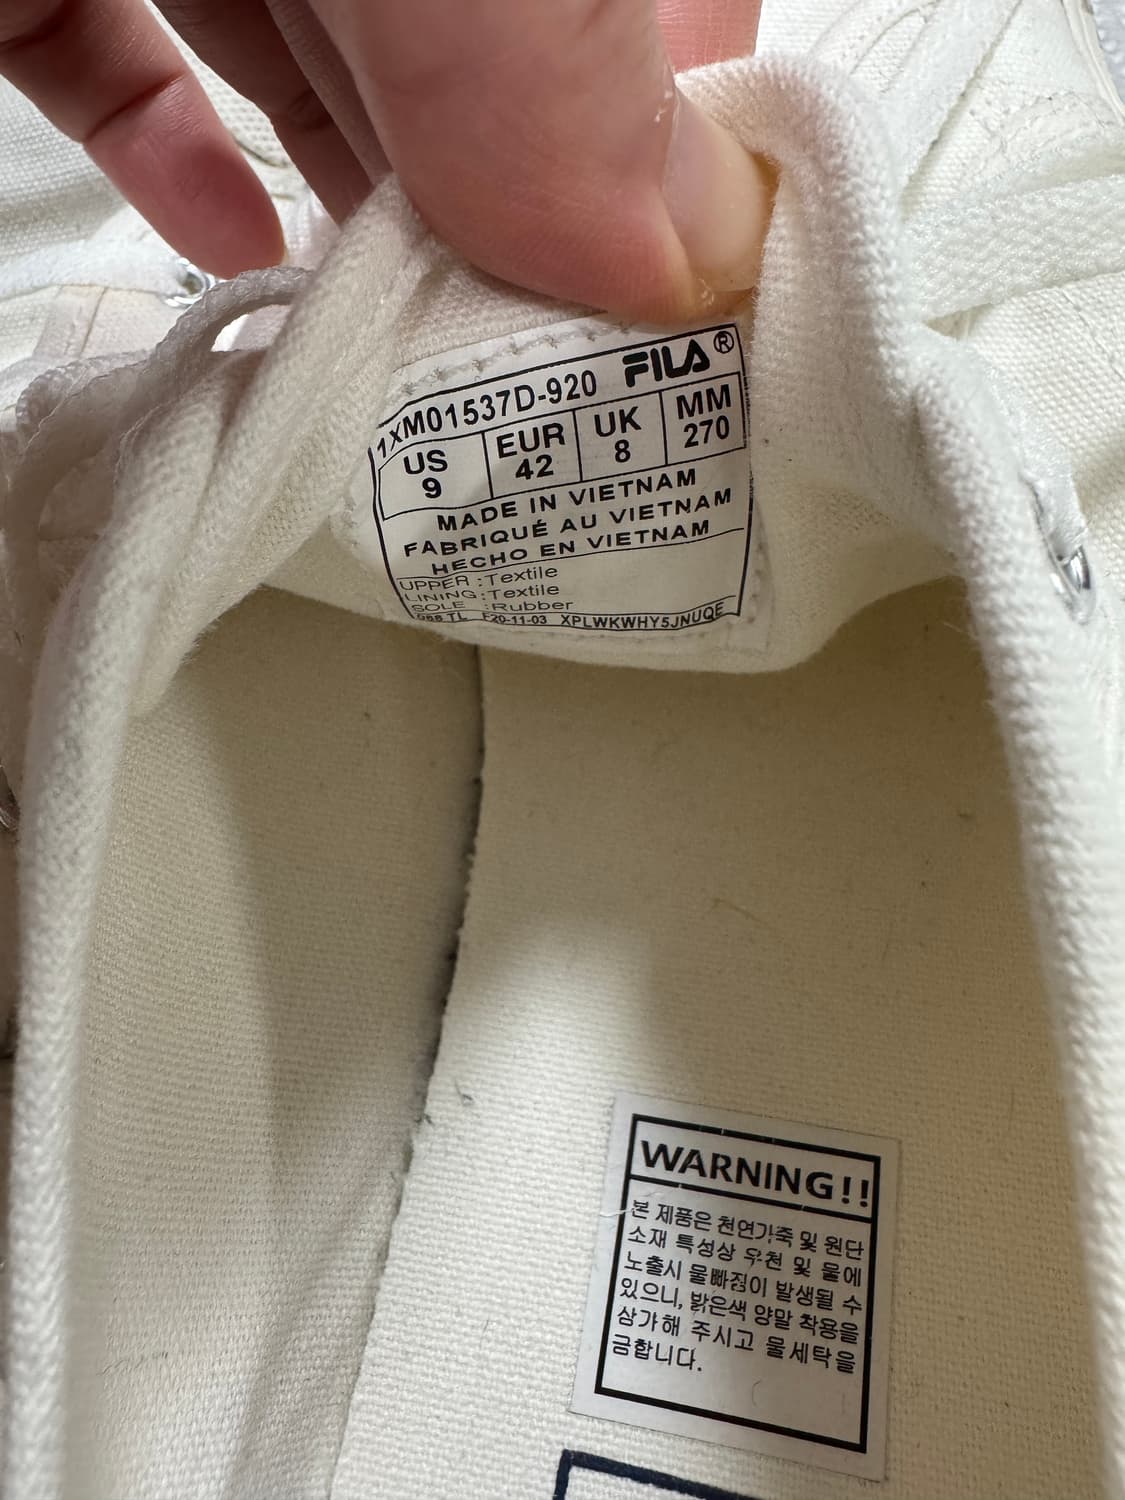 1XM01537D-920 FILA®
US EUR UK MM
9 42 8 270
MADE IN VIETNAM
FABRIQUÉ AU VIETNAM
HECHO EN VIETNAM
UPPER :Textile
LINING :Textile
SOLE :Rubber
TL F20-11-03 XPLWKWHY5JNUQE
WARNING!!
본 제품은 천연가죽 및 원단
소재 특성상 우천 및 물에
노출시 물빠짐이 발생될 수
있으니, 밝은색 양말 착용을
삼가해 주시고 물세탁을
금합니다.